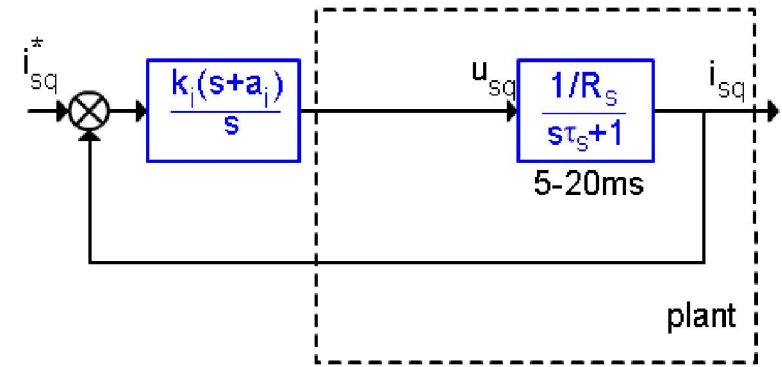 i*sq
ki(s+ai)
s
usq
1/Rs
sτs+1
isq
5-20ms
plant